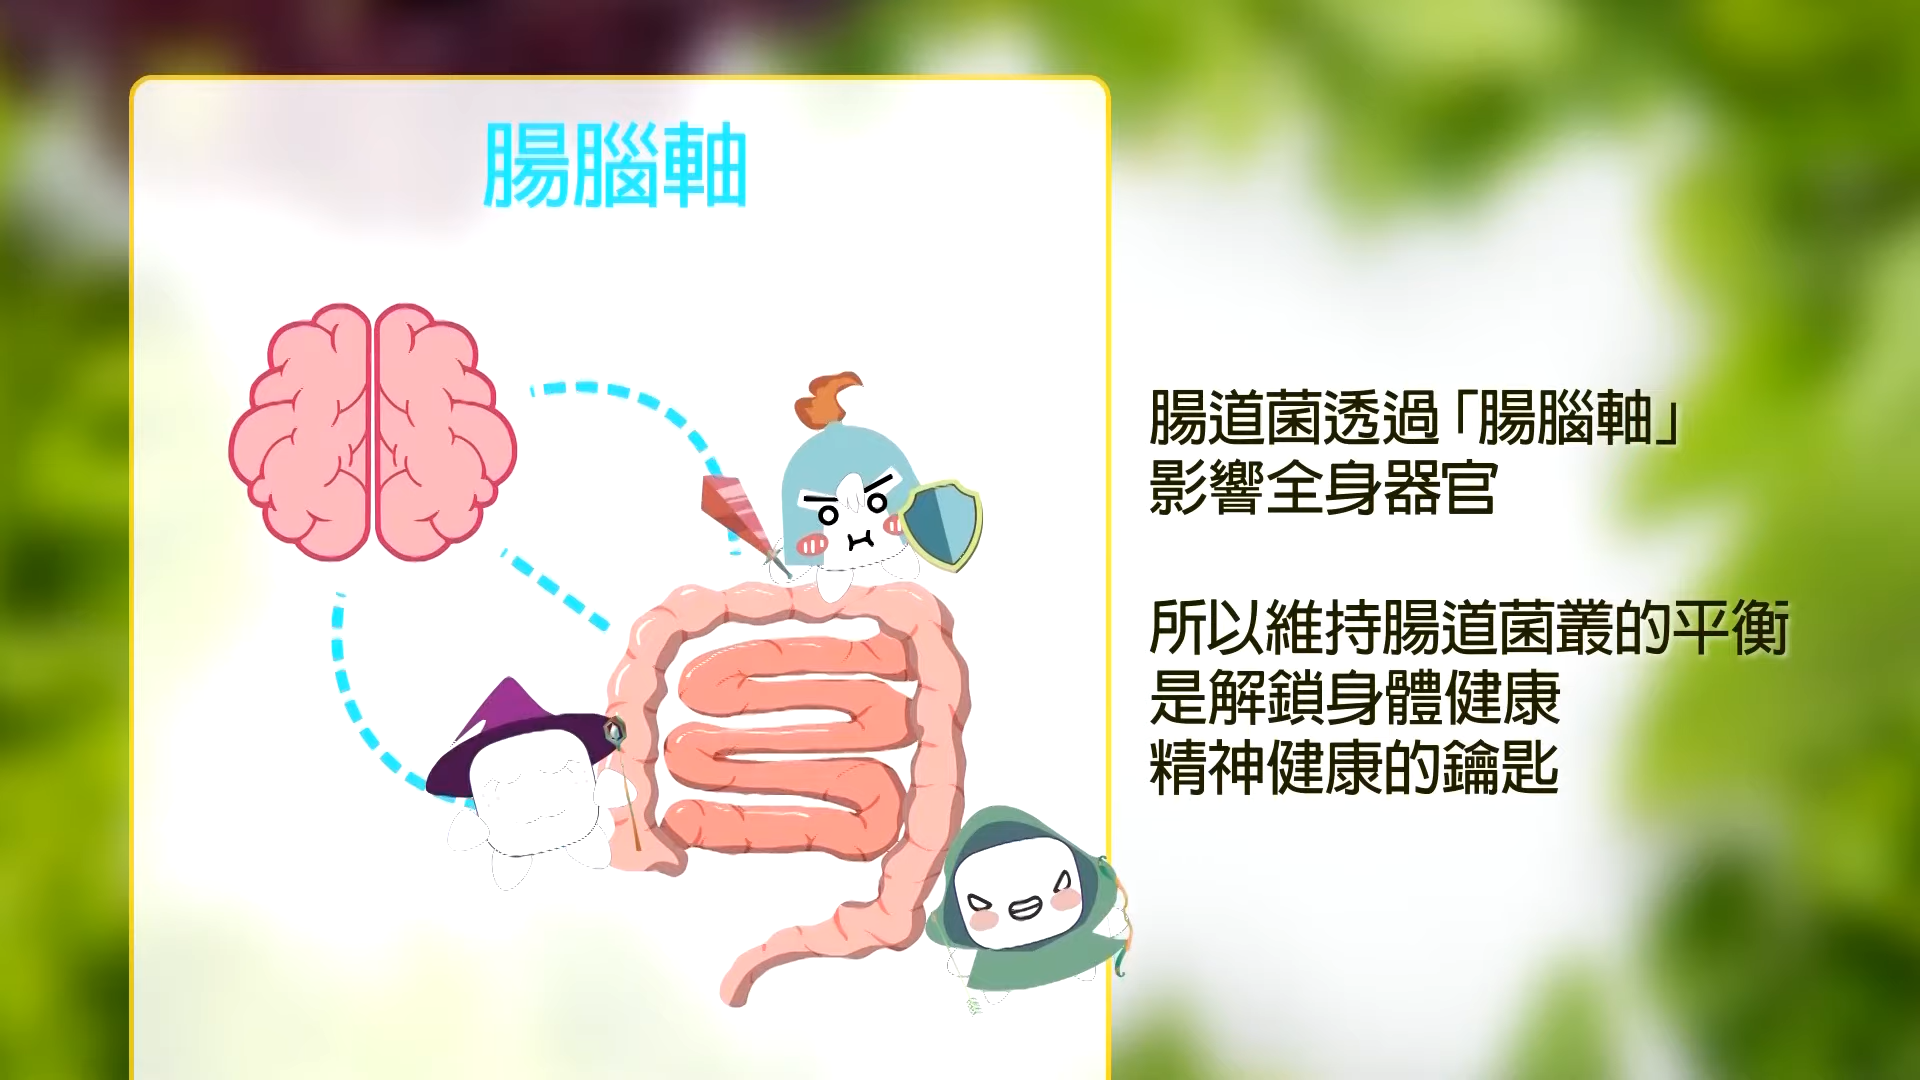 腸腦軸
腸道菌透過「腸腦軸」
影響全身器官
所以維持腸道菌叢的平衡
是解鎖身體健康
精神健康的鑰匙